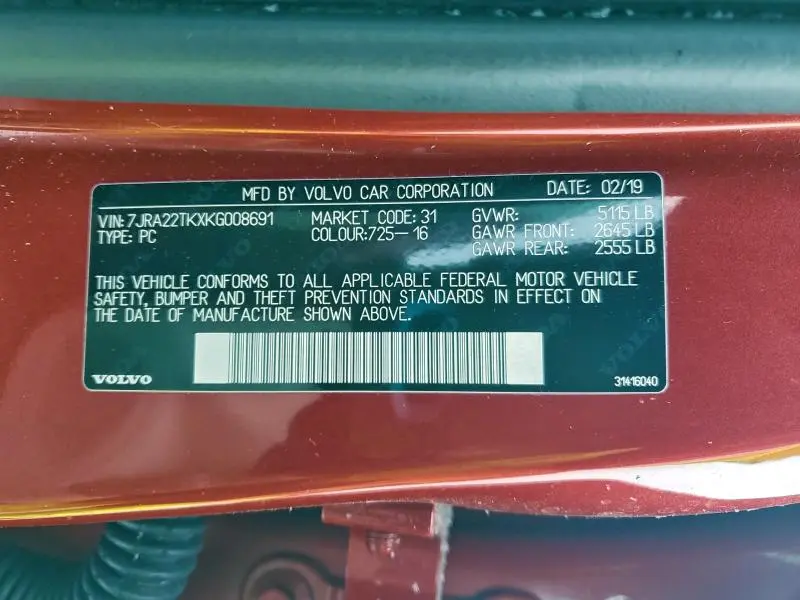 MFD BY VOLVO CAR CORPORATION DATE: 02/19
VIN: 7JRA22TKXKG008691 MARKET CODE: 31 GVWR: 5115 LB
TYPE: PC COLOUR:725-16 GAWR FRONT: 2645 LB
GAWR REAR: 2555 LB
THIS VEHICLE CONFORMS TO ALL APPLICABLE FEDERAL MOTOR VEHICLE
SAFETY, BUMPER AND THEFT PREVENTION STANDARDS IN EFFECT ON
THE DATE OF MANUFACTURE SHOWN ABOVE.
VOLVO 31416040